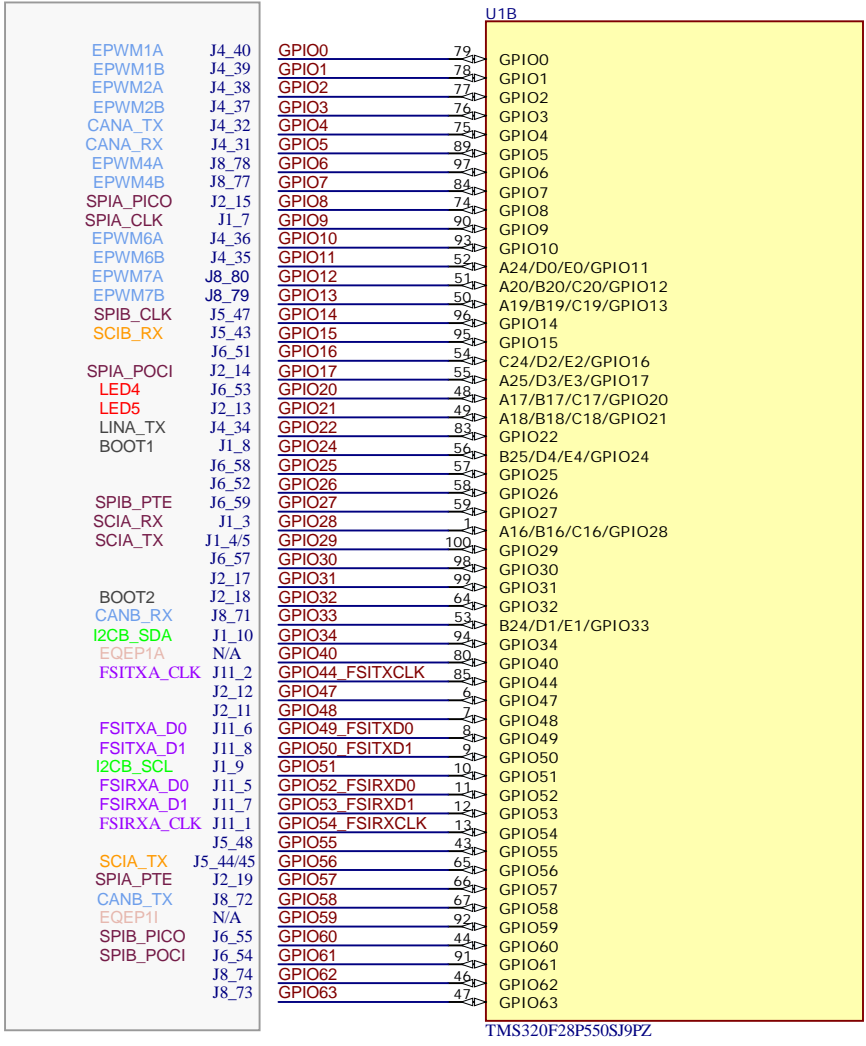 U1B
EPWM1A J4_40 GPIO0 79 GPIO0
EPWM1B J4_39 GPIO1 78 GPIO1
EPWM2A J4_38 GPIO2 77 GPIO2
EPWM2B J4_37 GPIO3 76 GPIO3
CANA_TX J4_32 GPIO4 75 GPIO4
CANA_RX J4_31 GPIO5 89 GPIO5
EPWM4A J8_78 GPIO6 97 GPIO6
EPWM4B J8_77 GPIO7 84 GPIO7
SPIA_PICO J2_15 GPIO8 74 GPIO8
SPIA_CLK J1_7 GPIO9 90 GPIO9
EPWM6A J4_36 GPIO10 93 GPIO10
EPWM6B J4_35 GPIO11 52 A24/D0/E0/GPIO11
EPWM7A J8_80 GPIO12 51 A20/B20/C20/GPIO12
EPWM7B J8_79 GPIO13 50 A19/B19/C19/GPIO13
SPIB_CLK J5_47 GPIO14 96 GPIO14
SCIB_RX J5_43 GPIO15 95 GPIO15
J6_51 GPIO16 54 C24/D2/E2/GPIO16
SPIA_POCI J2_14 GPIO17 55 A25/D3/E3/GPIO17
LED4 J6_53 GPIO20 48 A17/B17/C17/GPIO20
LED5 J2_13 GPIO21 49 A18/B18/C18/GPIO21
LINA_TX J4_34 GPIO22 83 GPIO22
BOOT1 J1_8 GPIO24 56 B25/D4/E4/GPIO24
J6_58 GPIO25 57 GPIO25
J6_52 GPIO26 58 GPIO26
SPIB_PTE J6_59 GPIO27 59 GPIO27
SCIA_RX J1_3 GPIO28 1 A16/B16/C16/GPIO28
SCIA_TX J1_4/5 GPIO29 100 GPIO29
J6_57 GPIO30 98 GPIO30
J2_17 GPIO31 99 GPIO31
BOOT2 J2_18 GPIO32 64 GPIO32
CANB_RX J8_71 GPIO33 53 B24/D1/E1/GPIO33
I2CB_SDA J1_10 GPIO34 94 GPIO34
EQEP1A N/A GPIO40 80 GPIO40
FSITXA_CLK J11_2 GPIO44_FSITXCLK 85 GPIO44
J2_12 GPIO47 6 GPIO47
J2_11 GPIO48 7 GPIO48
FSITXA_D0 J11_6 GPIO49_FSITXD0 8 GPIO49
FSITXA_D1 J11_8 GPIO50_FSITXD1 9 GPIO50
I2CB_SCL J1_9 GPIO51 10 GPIO51
FSIRXA_D0 J11_5 GPIO52_FSIRXD0 11 GPIO52
FSIRXA_D1 J11_7 GPIO53_FSIRXD1 12 GPIO53
FSIRXA_CLK J11_1 GPIO54_FSIRXCLK 13 GPIO54
J5_48 GPIO55 43 GPIO55
SCIA_TX J5_44/45 GPIO56 65 GPIO56
SPIA_PTE J2_19 GPIO57 66 GPIO57
CANB_TX J8_72 GPIO58 67 GPIO58
EQEP1I N/A GPIO59 92 GPIO59
SPIB_PICO J6_55 GPIO60 44 GPIO60
SPIB_POCI J6_54 GPIO61 91 GPIO61
J8_74 GPIO62 46 GPIO62
J8_73 GPIO63 47 GPIO63
TMS320F28P550SJ9PZ